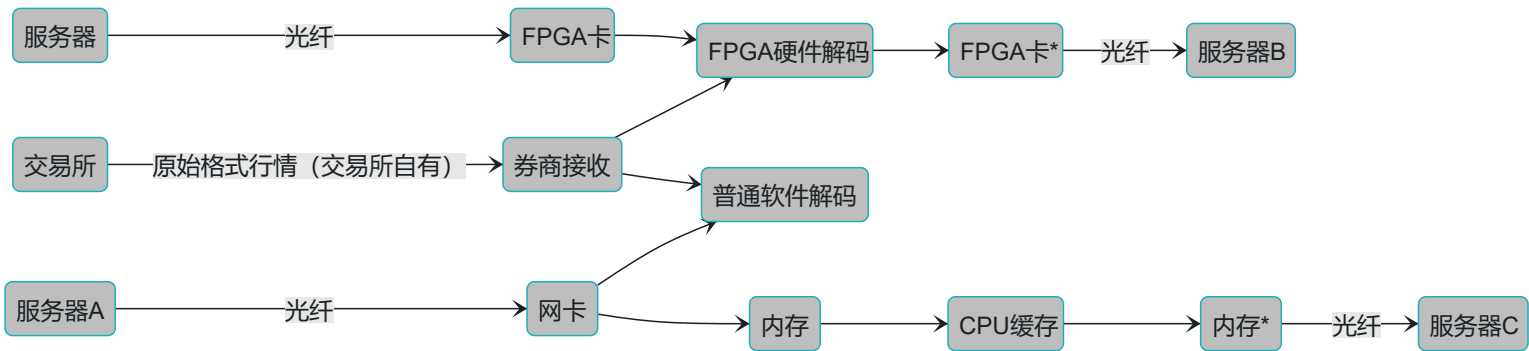 服务器
光纤
FPGA卡
FPGA硬件解码
FPGA卡*
光纤
服务器B
交易所
原始格式行情（交易所自有）
券商接收
普通软件解码
服务器A
光纤
网卡
内存
CPU缓存
内存*
光纤
服务器C